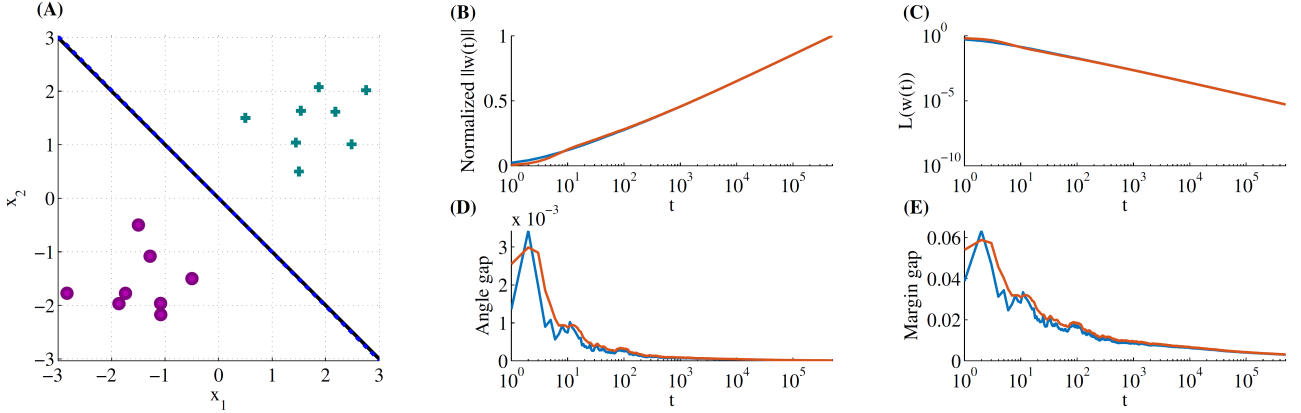 (A)
3
2
1
0
−1
−2
−3
−3 −2 −1 0 1 2 3
x_2
x_1
(B)
Normalized ||w(t)||
1
0.5
0
10^0 10^1 10^2 10^3 10^4 10^5
t
(C)
L(w(t))
10^0
10^−5
10^−10
10^0 10^1 10^2 10^3 10^4 10^5
t
(D)
x 10^−3
Angle gap
3
2
1
0
10^0 10^1 10^2 10^3 10^4 10^5
t
(E)
Margin gap
0.06
0.04
0.02
0
10^0 10^1 10^2 10^3 10^4 10^5
t